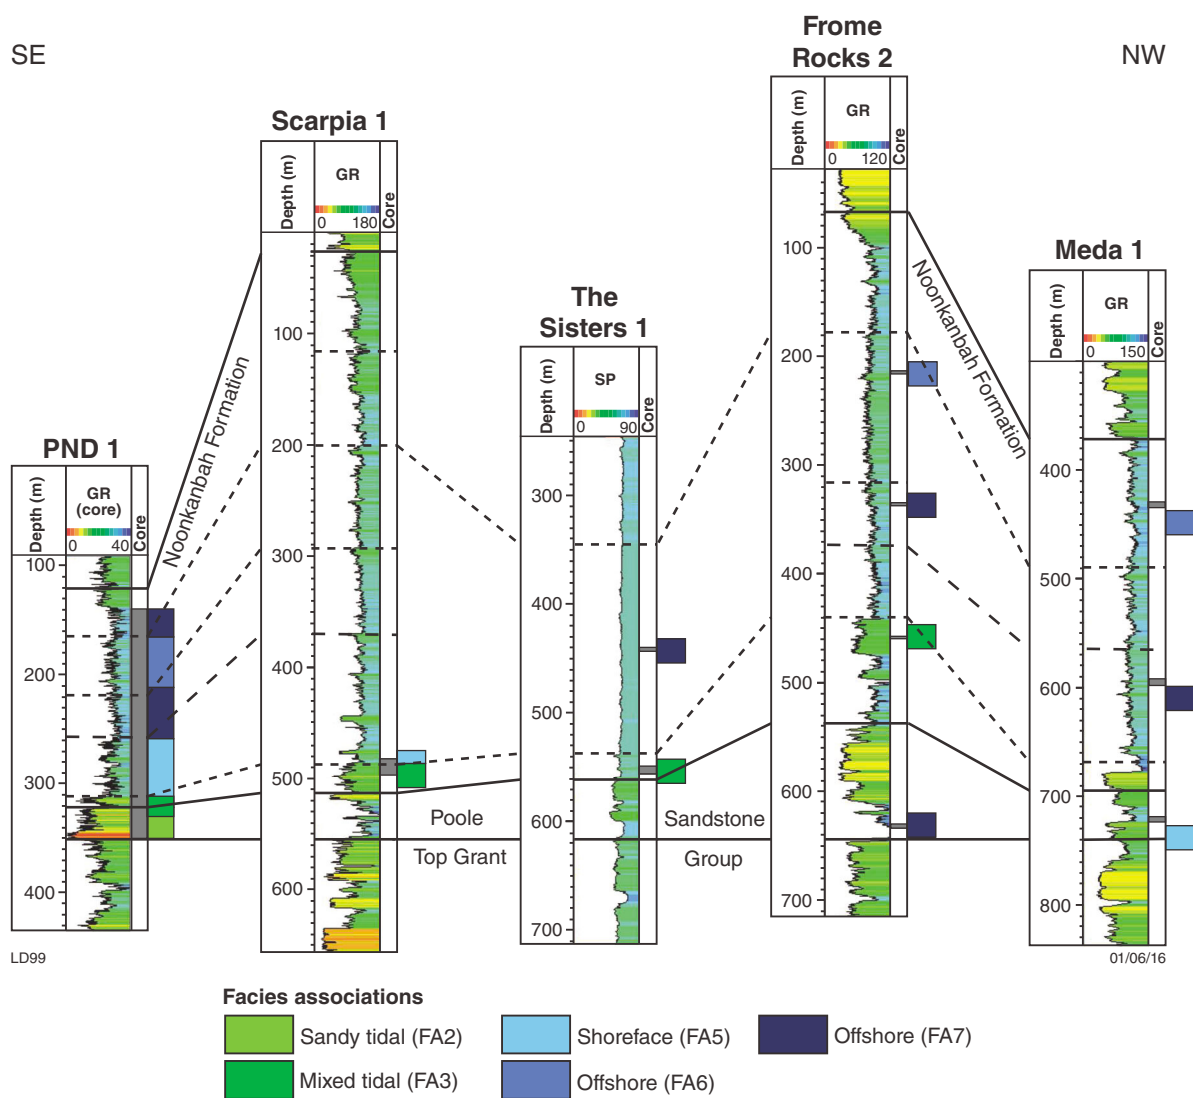 SE
NW
PND 1
Depth (m)
GR
(core)
0 40
Core
100
200
300
400
Noonkanbah Formation
Scarpia 1
Depth (m)
GR
0 180
Core
100
200
300
400
500
600
The
Sisters 1
Depth (m)
SP
0 90
Core
300
400
500
600
700
Frome
Rocks 2
Depth (m)
GR
0 120
Core
100
200
300
400
500
600
700
Noonkanbah Formation
Meda 1
Depth (m)
GR
0 150
Core
400
500
600
700
800
Poole Sandstone
Top Grant Group
LD99
01/06/16
Facies associations
Sandy tidal (FA2)
Mixed tidal (FA3)
Shoreface (FA5)
Offshore (FA6)
Offshore (FA7)